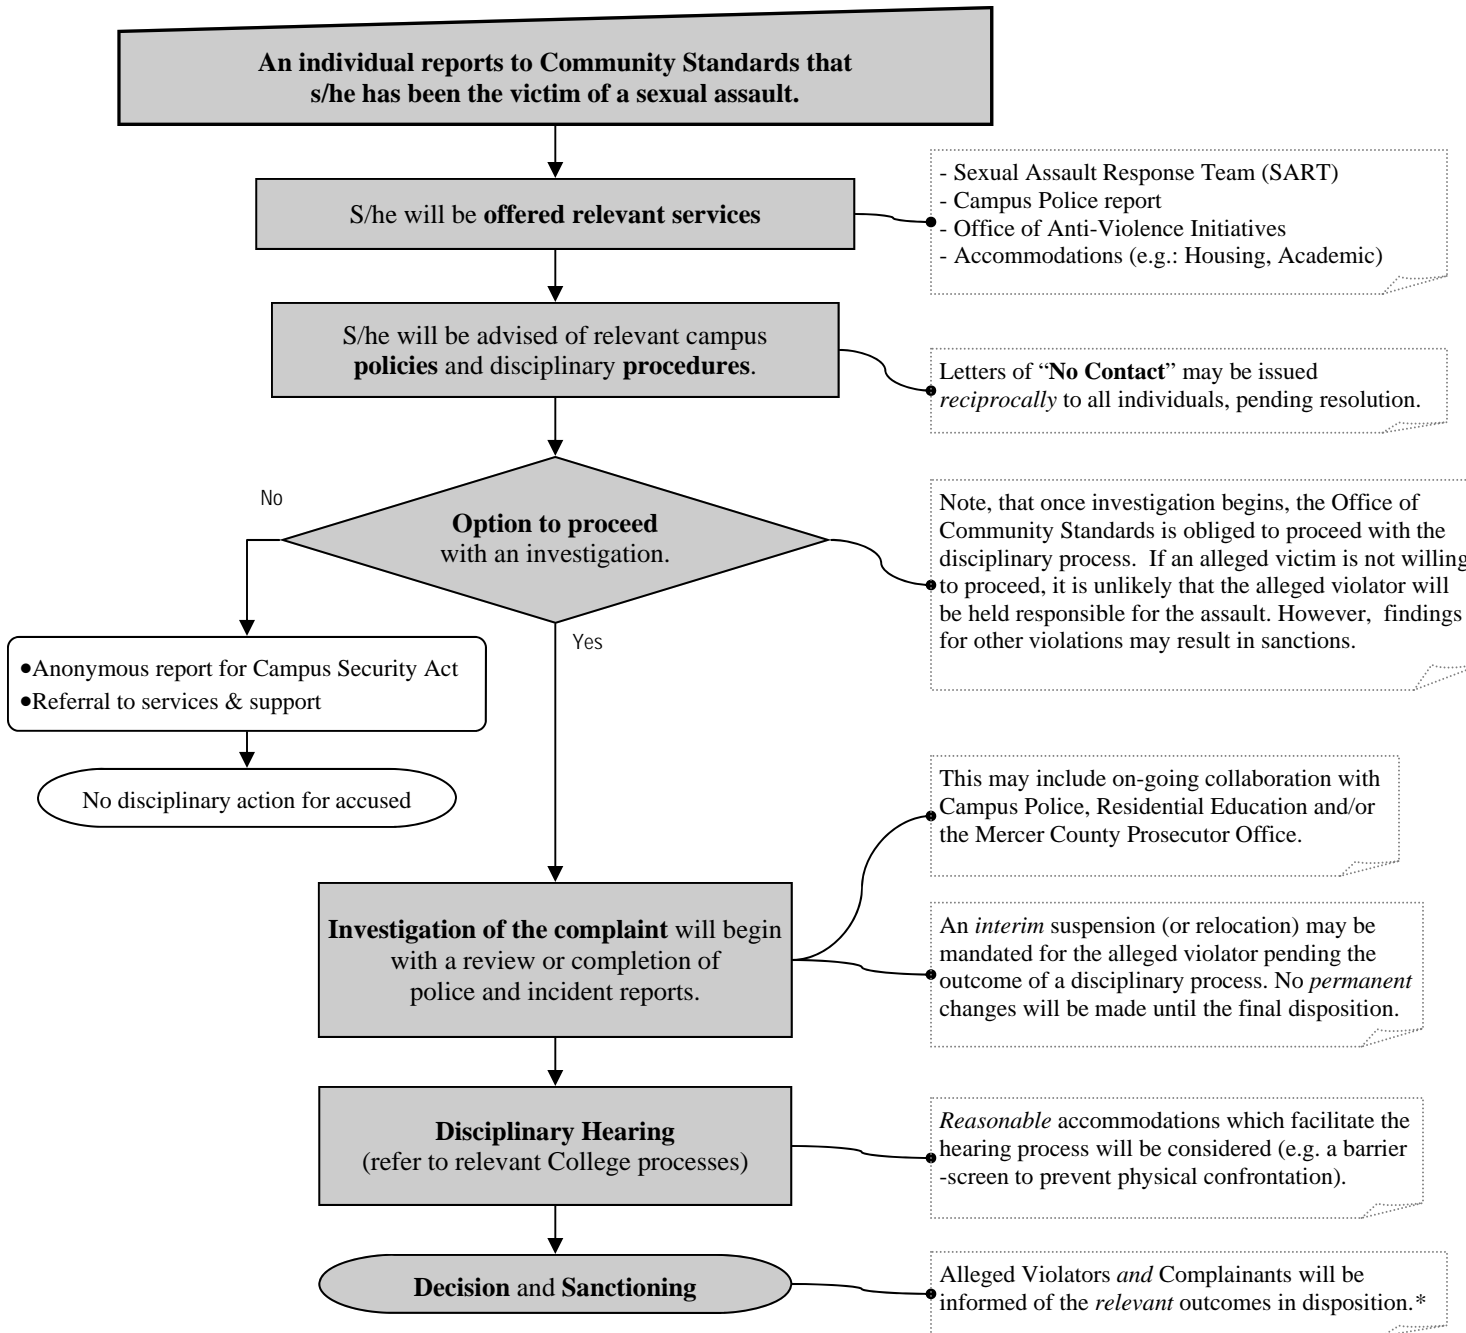 An individual reports to Community Standards that
s/he has been the victim of a sexual assault.
S/he will be offered relevant services
- Sexual Assault Response Team (SART)
- Campus Police report
- Office of Anti-Violence Initiatives
- Accommodations (e.g.: Housing, Academic)
S/he will be advised of relevant campus
policies and disciplinary procedures.
Letters of “No Contact” may be issued
reciprocally to all individuals, pending resolution.
Option to proceed
with an investigation.
No
Yes
Note, that once investigation begins, the Office of
Community Standards is obliged to proceed with the
disciplinary process.  If an alleged victim is not willing
to proceed, it is unlikely that the alleged violator will
be held responsible for the assault. However,  findings
for other violations may result in sanctions.
•Anonymous report for Campus Security Act
•Referral to services & support
No disciplinary action for accused
This may include on-going collaboration with
Campus Police, Residential Education and/or
the Mercer County Prosecutor Office.
Investigation of the complaint will begin
with a review or completion of
police and incident reports.
An interim suspension (or relocation) may be
mandated for the alleged violator pending the
outcome of a disciplinary process. No permanent
changes will be made until the final disposition.
Disciplinary Hearing
(refer to relevant College processes)
Reasonable accommodations which facilitate the
hearing process will be considered (e.g. a barrier
-screen to prevent physical confrontation).
Decision and Sanctioning
Alleged Violators and Complainants will be
informed of the relevant outcomes in disposition.*